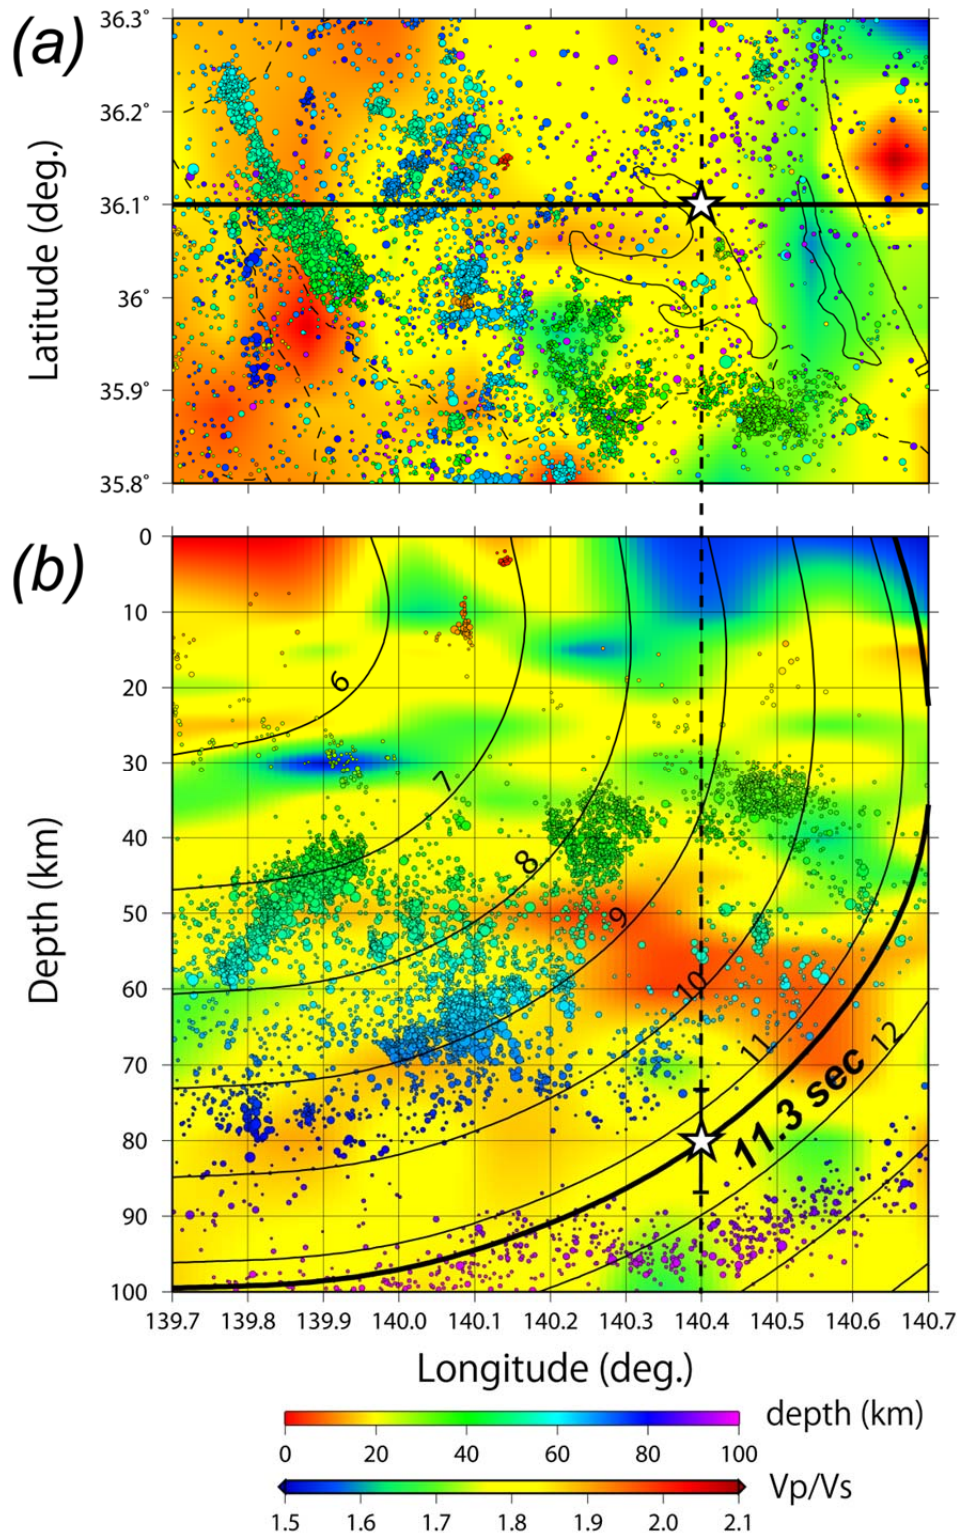 (a)
36.3°
36.2°
36.1°
36°
35.9°
35.8°
Latitude (deg.)
(b)
0
10
20
30
40
50
60
70
80
90
100
Depth (km)
6
7
8
9
10
11
11.3 sec
12
139.7 139.8 139.9 140.0 140.1 140.2 140.3 140.4 140.5 140.6 140.7
Longitude (deg.)
depth (km)
0 20 40 60 80 100
Vp/Vs
1.5 1.6 1.7 1.8 1.9 2.0 2.1